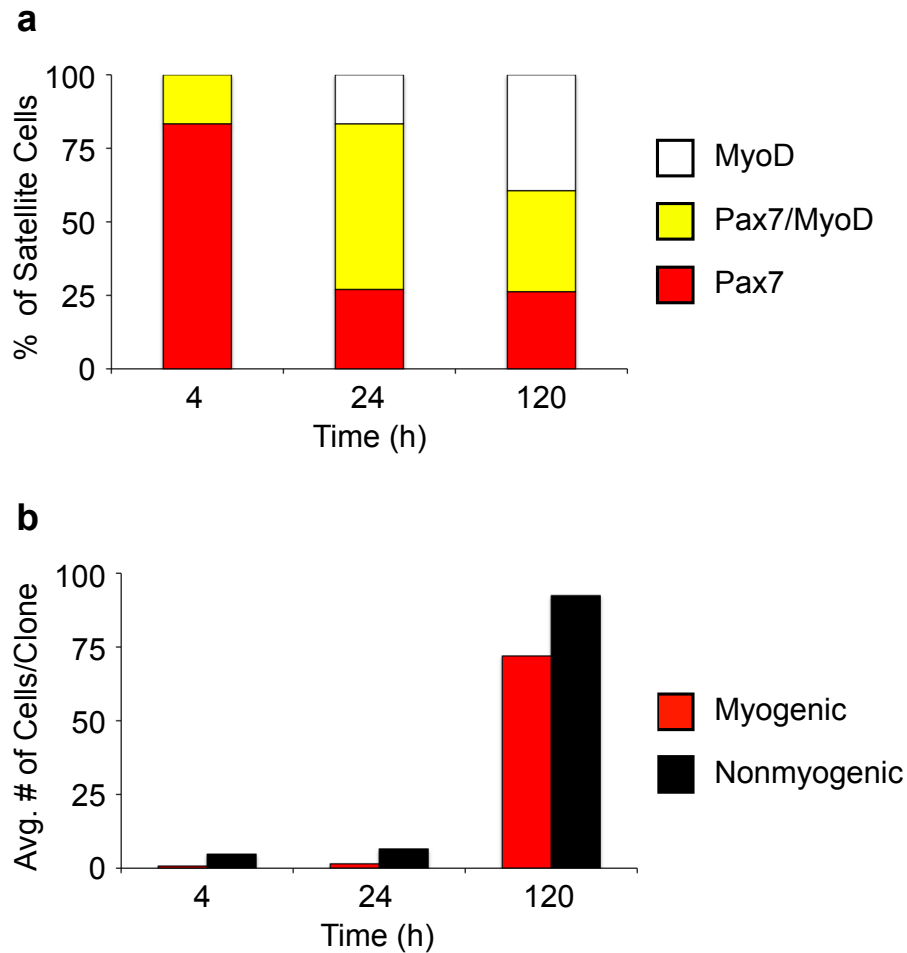 a
% of Satellite Cells
100
75
50
25
0
4
24
120
Time (h)
MyoD
Pax7/MyoD
Pax7
b
Avg. # of Cells/Clone
100
75
50
25
0
4
24
120
Time (h)
Myogenic
Nonmyogenic